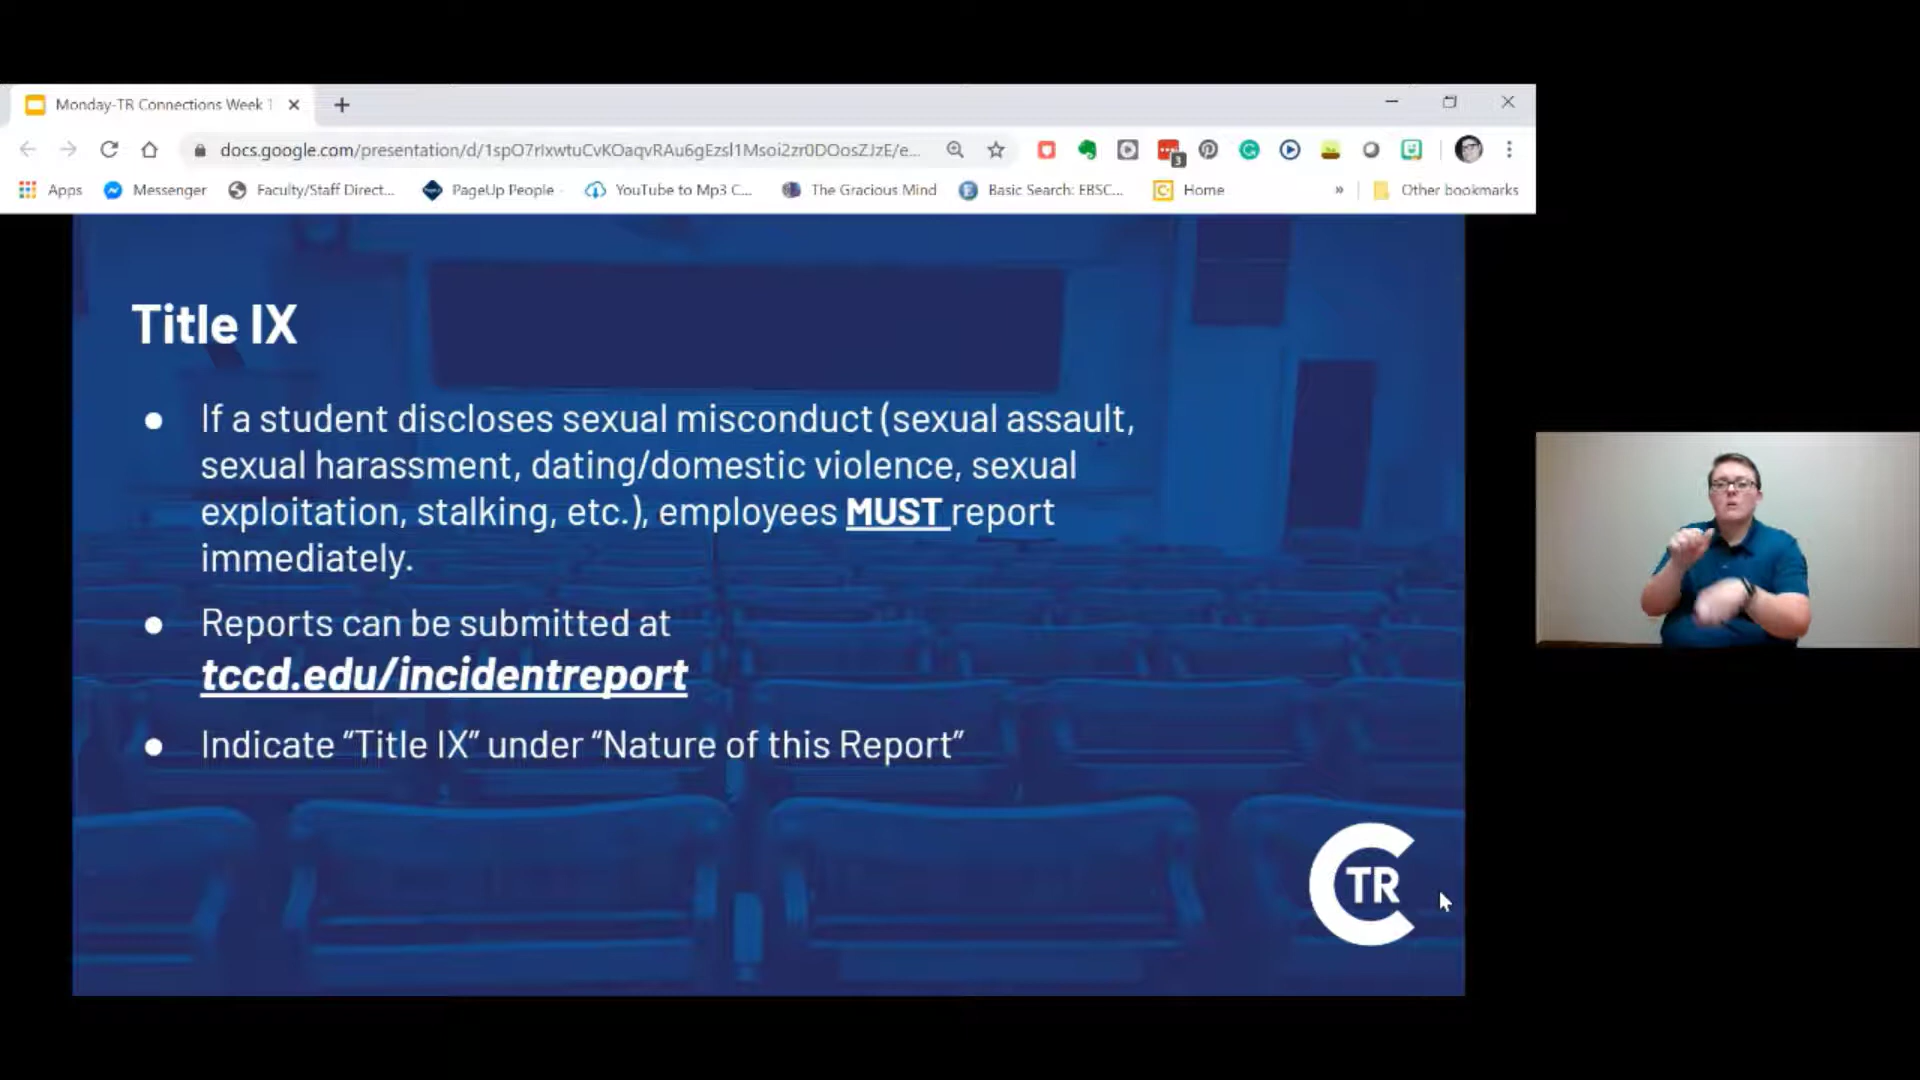 Monday-TR Connections Week 1
docs.google.com/presentation/d/1spO7rIxwtuCvKOaqvRAu6gEzsl1Msoi2zr0DOosZJzE/e...
3
Apps
Messenger
Faculty/Staff Direct...
PageUp People
YouTube to Mp3 C...
The Gracious Mind
Basic Search: EBSC...
Home
»
Other bookmarks
Title IX
● If a student discloses sexual misconduct (sexual assault,
sexual harassment, dating/domestic violence, sexual
exploitation, stalking, etc.), employees MUST report
immediately.
● Reports can be submitted at
tccd.edu/incidentreport
● Indicate “Title IX” under “Nature of this Report”
TR